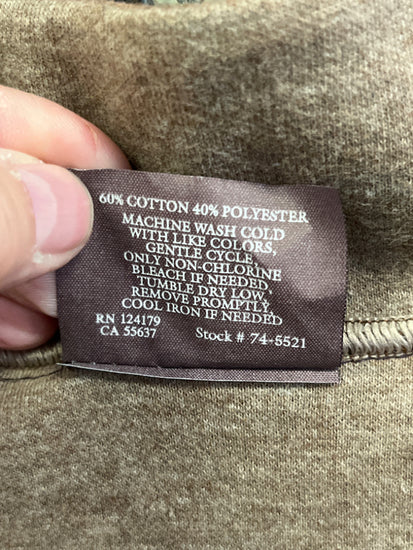 60% COTTON 40% POLYESTER
MACHINE WASH COLD
WITH LIKE COLORS,
GENTLE CYCLE,
ONLY NON-CHLORINE
BLEACH IF NEEDED,
TUMBLE DRY LOW,
REMOVE PROMPTLY,
COOL IRON IF NEEDED
RN 124179
CA 55637
Stock # 74-5521